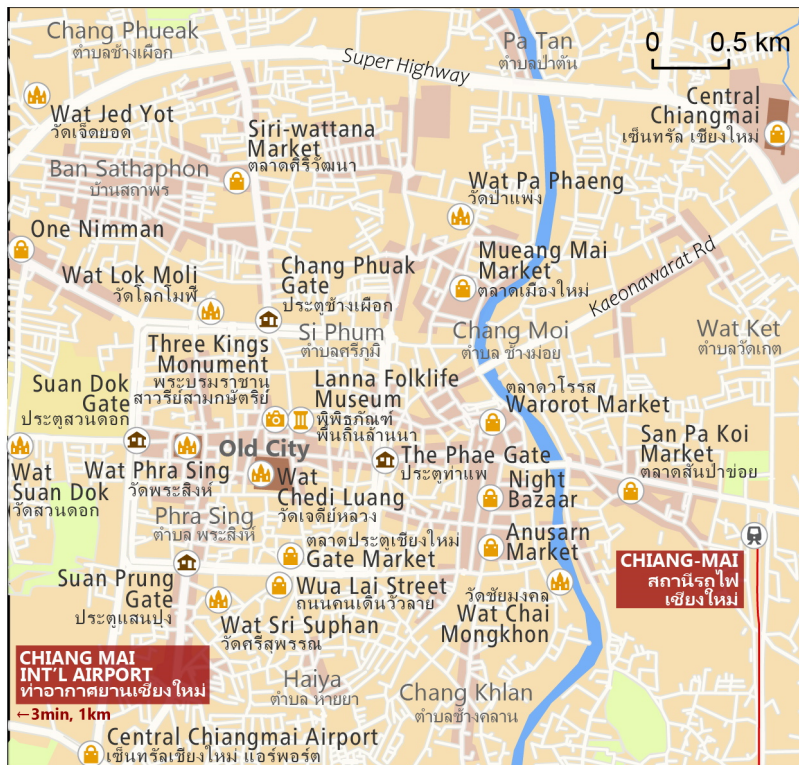 Chang Phueak
ตำบลช้างเผือก
Super Highway
Pa Tan
ตำบลป่าตัน
0 0.5 km
Wat Jed Yot
วัดเจ็ดยอด
Central
Chiangmai
เซ็นทรัล เชียงใหม่
Siri-wattana
Market
ตลาดศิริวัฒนา
Ban Sathaphon
บ้านสถาพร
Wat Pa Phaeng
วัดป่าแพ่ง
One Nimman
Wat Lok Moli
วัดโลกโมฬี
Chang Phuak
Gate
ประตูช้างเผือก
Mueang Mai
Market
ตลาดเมืองใหม่
Kaeonawarat Rd
Si Phum
ตำบลศรีภูมิ
Chang Moi
ตำบล ช้างม่อย
Wat Ket
ตำบลวัดเกต
Three Kings
Monument
พระบรมราชาน
สาวรีย์สามกษัตริย์
Suan Dok
Gate
ประตูสวนดอก
Lanna Folklife
Museum
พิพิธภัณฑ์
พื้นถิ่นล้านนา
ตลาดวโรรส
Warorot Market
San Pa Koi
Market
ตลาดสันป่าข่อย
Old City
Wat
Suan Dok
วัดสวนดอก
Wat Phra Sing
วัดพระสิงห์
Wat
Chedi Luang
วัดเจดีย์หลวง
The Phae Gate
ประตูท่าแพ
Night
Bazaar
Phra Sing
ตำบล พระสิงห์
ตลาดประตูเชียงใหม่
Gate Market
Anusarn
Market
Suan Prung
Gate
ประตูแสนปุง
Wua Lai Street
ถนนคนเดินวัวลาย
วัดชัยมงคล
Wat Chai
Mongkhon
CHIANG-MAI
สถานีรถไฟ
เชียงใหม่
Wat Sri Suphan
วัดศรีสุพรรณ
CHIANG MAI
INT'L AIRPORT
ท่าอากาศยานเชียงใหม่
←3min, 1km
Haiya
ตำบล หายยา
Chang Khlan
ตำบลช้างคลาน
Central Chiangmai Airport
เซ็นทรัลเชียงใหม่ แอร์พอร์ต